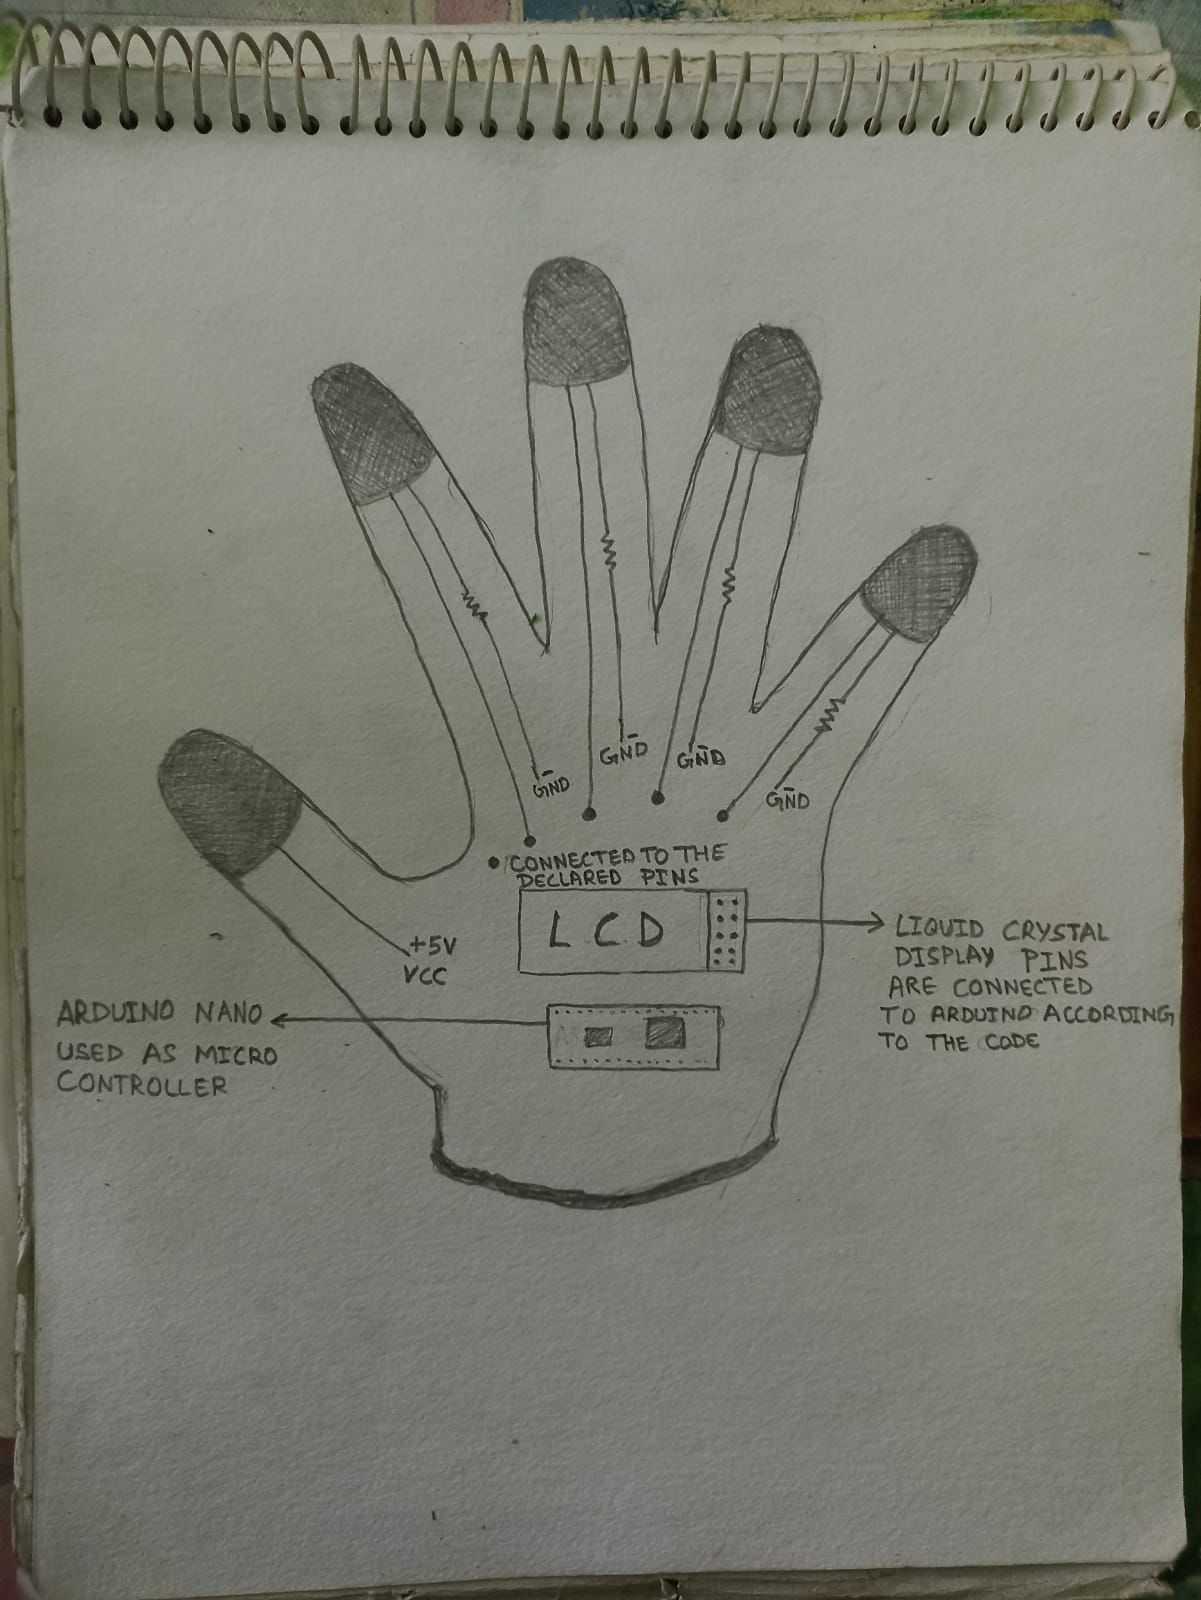 GND
GND
GND
GND
CONNECTED TO THE
DECLARED PINS
LCD
+5V
VCC
LIQUID CRYSTAL
DISPLAY PINS
ARE CONNECTED
TO ARDUINO ACCORDING
TO THE CODE
ARDUINO NANO
USED AS MICRO
CONTROLLER